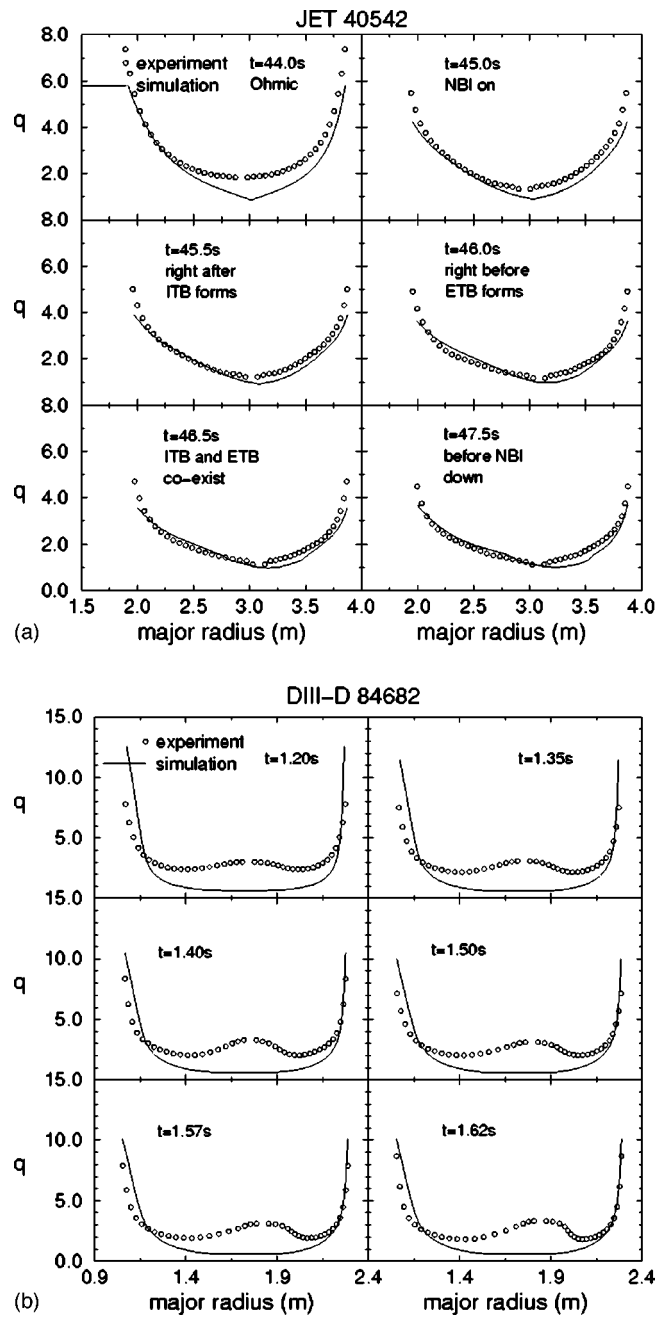 JET 40542
8.0
6.0
4.0
2.0
8.0
6.0
4.0
2.0
8.0
6.0
4.0
2.0
0.0
q
q
q
experiment
simulation
t=44.0s
Ohmic
t=45.0s
NBI on
t=45.5s
right after
ITB forms
t=46.0s
right before
ETB forms
t=46.5s
ITB and ETB
co-exist
t=47.5s
before NBI
down
1.5 2.0 2.5 3.0 3.5 4.0 2.0 2.5 3.0 3.5 4.0
(a) major radius (m) major radius (m)
DIII-D 84682
15.0
10.0
5.0
15.0
10.0
5.0
15.0
10.0
5.0
0.0
q
q
q
experiment
simulation
t=1.20s
t=1.35s
t=1.40s
t=1.50s
t=1.57s
t=1.62s
0.9 1.4 1.9 2.4 1.4 1.9 2.4
(b) major radius (m) major radius (m)